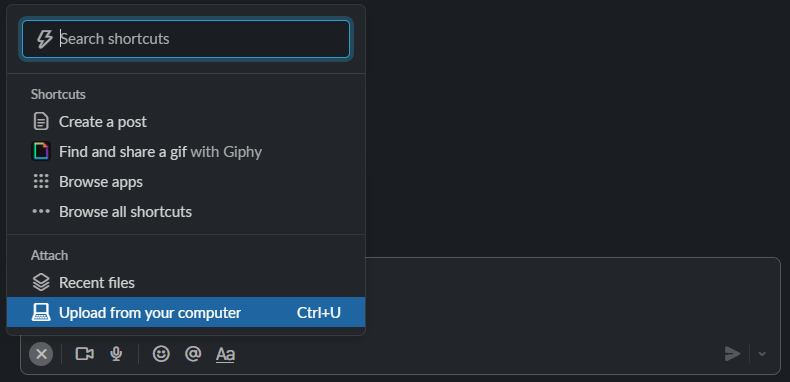 Search shortcuts
Shortcuts
Create a post
Find and share a gif with Giphy
Browse apps
Browse all shortcuts
Attach
Recent files
Upload from your computer Ctrl+U
@ Aa